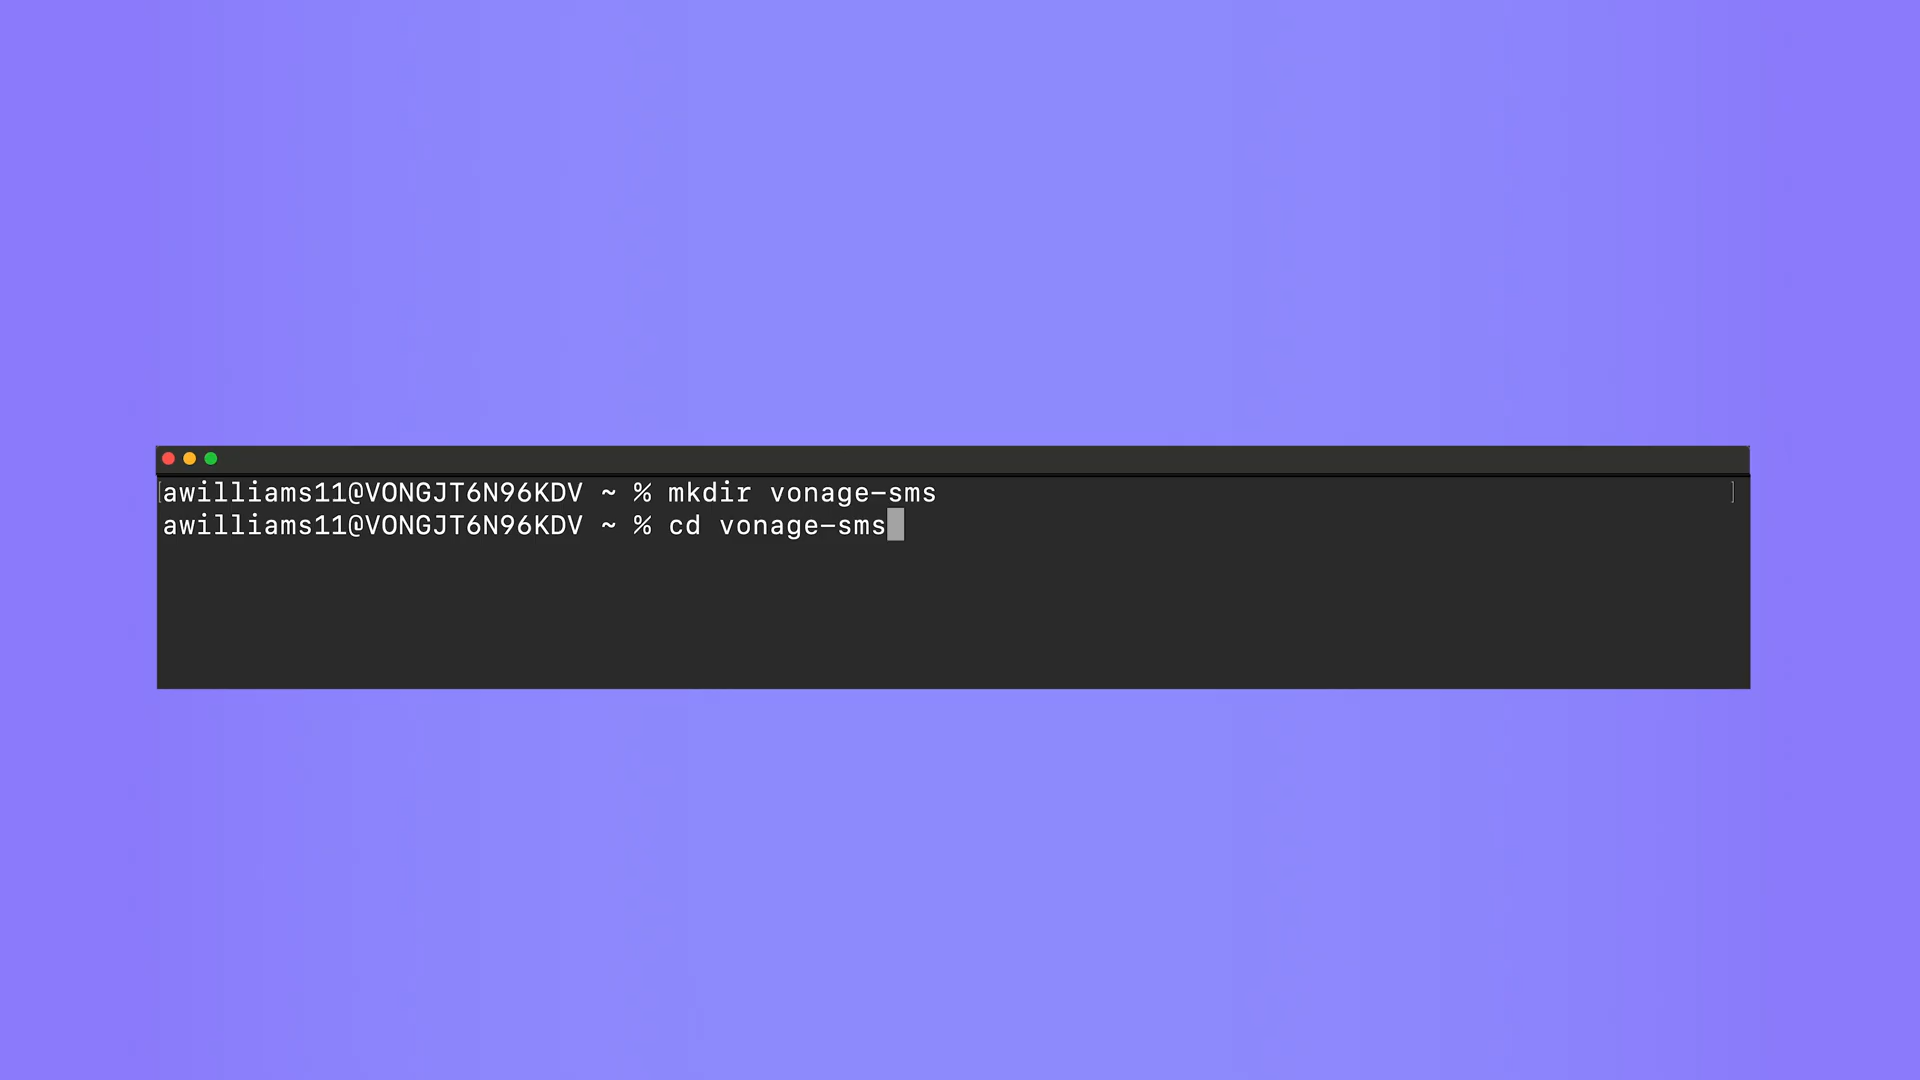 [awilliams11@VONGJT6N96KDV ~ % mkdir vonage-sms ]
awilliams11@VONGJT6N96KDV ~ % cd vonage-sms